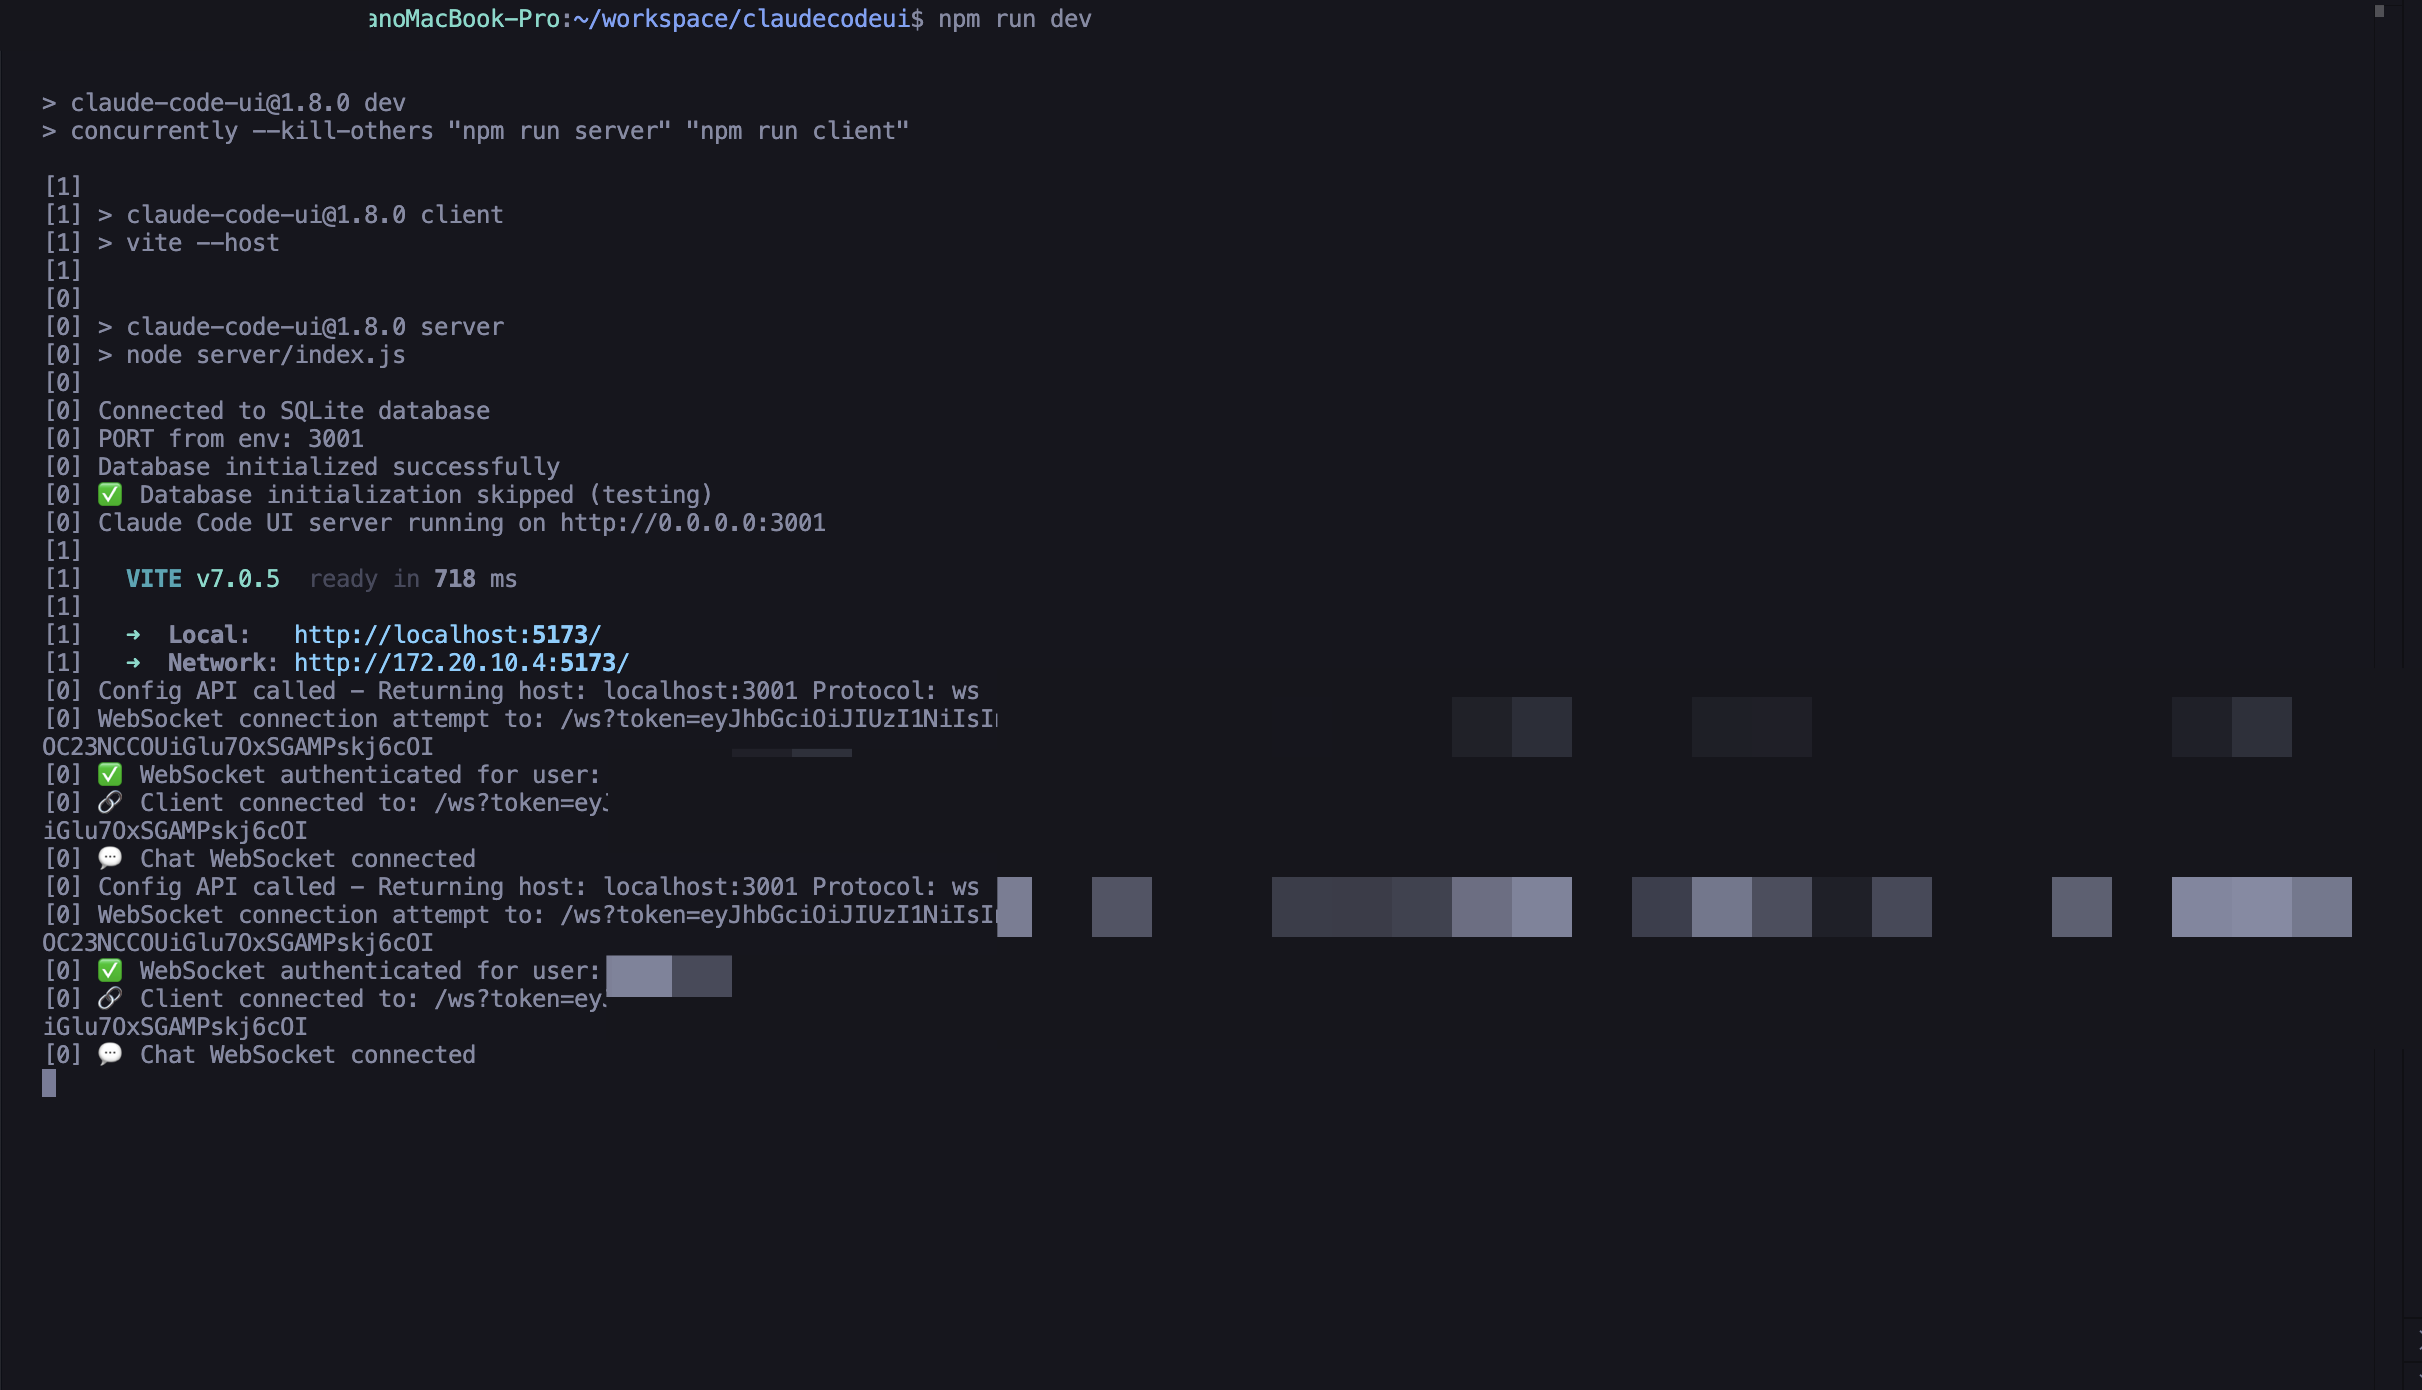 anoMacBook-Pro:~/workspace/claudecodeui$ npm run dev
> claude-code-ui@1.8.0 dev
> concurrently --kill-others "npm run server" "npm run client"
[1]
[1] > claude-code-ui@1.8.0 client
[1] > vite --host
[1]
[0]
[0] > claude-code-ui@1.8.0 server
[0] > node server/index.js
[0]
[0] Connected to SQLite database
[0] PORT from env: 3001
[0] Database initialized successfully
[0] ✅ Database initialization skipped (testing)
[0] Claude Code UI server running on http://0.0.0.0:3001
[1]
[1] VITE v7.0.5 ready in 718 ms
[1]
[1] ➜ Local: http://localhost:5173/
[1] ➜ Network: http://172.20.10.4:5173/
[0] Config API called - Returning host: localhost:3001 Protocol: ws
[0] WebSocket connection attempt to: /ws?token=eyJhbGciOiJIUzI1NiIsI
OC23NCCOUiGlu7OxSGAMPskj6cOI
[0] ✅ WebSocket authenticated for user:
[0] 🔗 Client connected to: /ws?token=ey
iGlu7OxSGAMPskj6cOI
[0] 💬 Chat WebSocket connected
[0] Config API called - Returning host: localhost:3001 Protocol: ws
[0] WebSocket connection attempt to: /ws?token=eyJhbGciOiJIUzI1NiIsI
OC23NCCOUiGlu7OxSGAMPskj6cOI
[0] ✅ WebSocket authenticated for user:
[0] 🔗 Client connected to: /ws?token=ey
iGlu7OxSGAMPskj6cOI
[0] 💬 Chat WebSocket connected